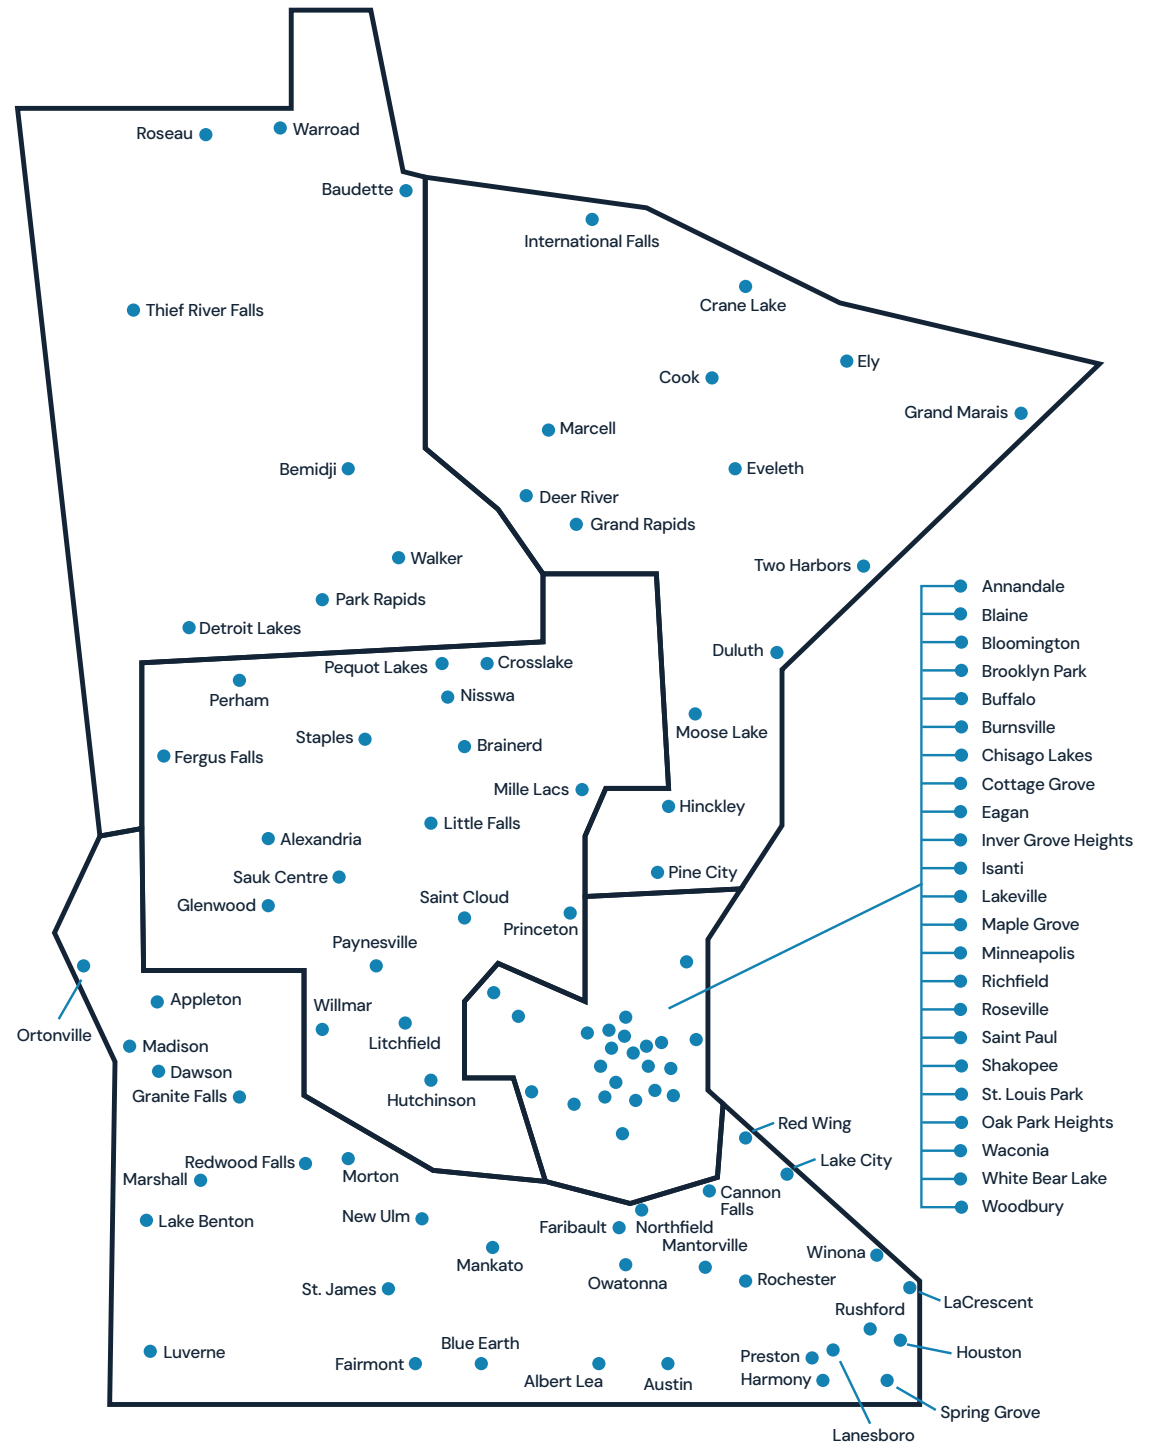 Roseau
Warroad
Baudette
International Falls
Crane Lake
Thief River Falls
Ely
Cook
Grand Marais
Marcell
Bemidji
Eveleth
Deer River
Grand Rapids
Walker
Two Harbors
Park Rapids
Detroit Lakes
Duluth
Pequot Lakes
Crosslake
Perham
Nisswa
Moose Lake
Staples
Brainerd
Fergus Falls
Mille Lacs
Hinckley
Little Falls
Alexandria
Pine City
Sauk Centre
Glenwood
Saint Cloud
Princeton
Paynesville
Appleton
Willmar
Ortonville
Litchfield
Madison
Dawson
Granite Falls
Hutchinson
Annandale
Blaine
Bloomington
Brooklyn Park
Buffalo
Burnsville
Chisago Lakes
Cottage Grove
Eagan
Inver Grove Heights
Isanti
Lakeville
Maple Grove
Minneapolis
Richfield
Roseville
Saint Paul
Shakopee
St. Louis Park
Oak Park Heights
Waconia
White Bear Lake
Woodbury
Red Wing
Lake City
Redwood Falls
Marshall
Morton
Cannon
Falls
Lake Benton
New Ulm
Faribault
Northfield
Mantorville
Mankato
Winona
Owatonna
Rochester
St. James
LaCrescent
Rushford
Luverne
Blue Earth
Fairmont
Houston
Preston
Albert Lea
Austin
Harmony
Spring Grove
Lanesboro